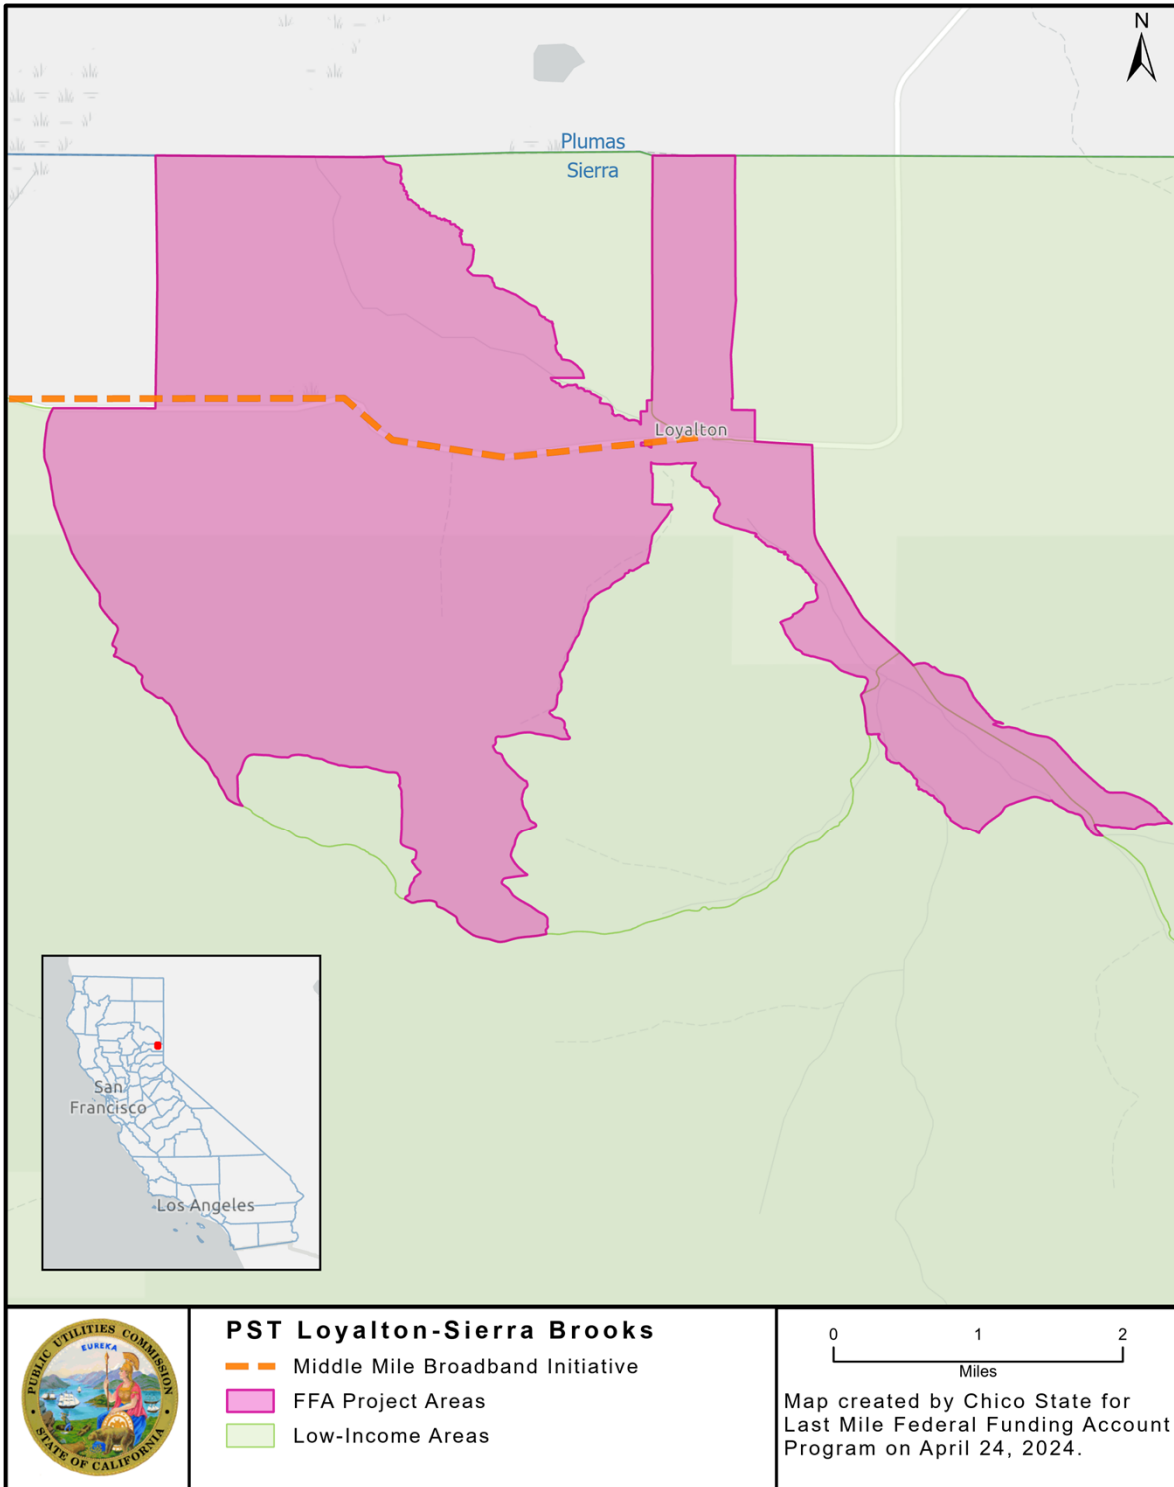 N
Plumas
Sierra
Loyalton
San
Francisco
Los Angeles
PUBLIC UTILITIES COMMISSION
EUREKA
STATE OF CALIFORNIA
PST Loyalton-Sierra Brooks
Middle Mile Broadband Initiative
FFA Project Areas
Low-Income Areas
0 1 2
Miles
Map created by Chico State for
Last Mile Federal Funding Account
Program on April 24, 2024.